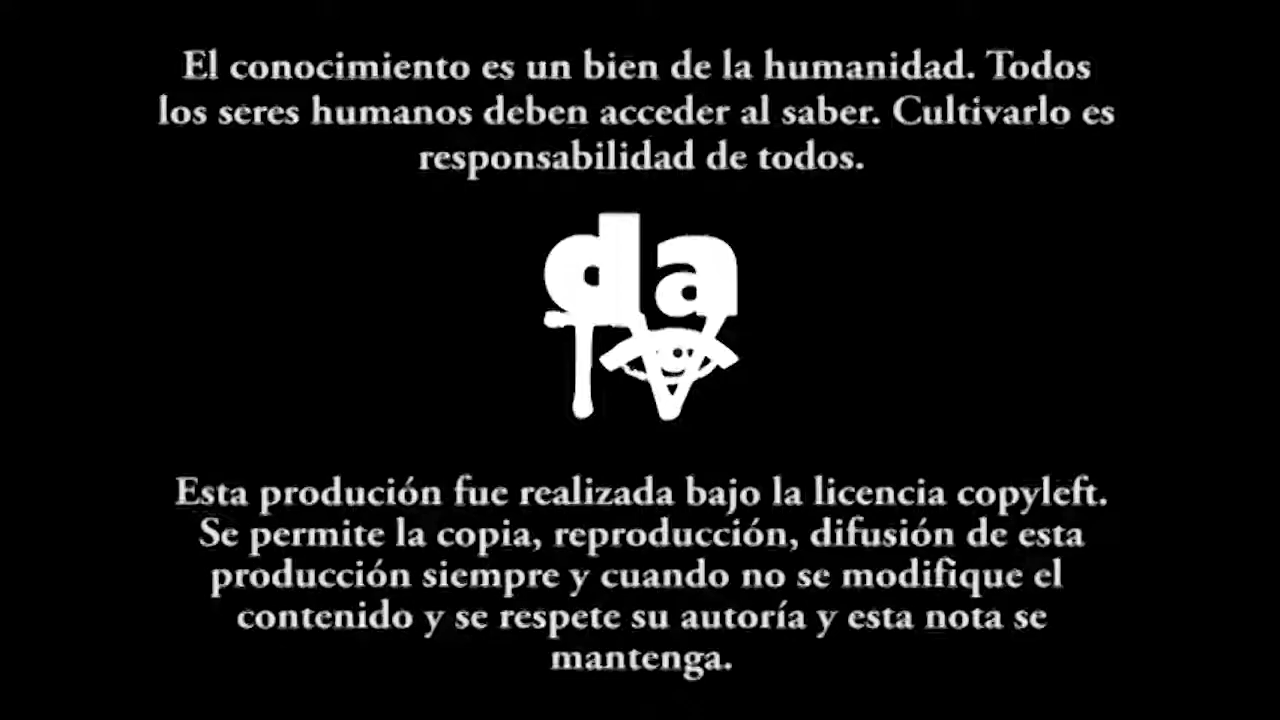 El conocimiento es un bien de la humanidad. Todos
los seres humanos deben acceder al saber. Cultivarlo es
responsabilidad de todos.
da
TV
Esta produción fue realizada bajo la licencia copyleft.
Se permite la copia, reproducción, difusión de esta
producción siempre y cuando no se modifique el
contenido y se respete su autoría y esta nota se
mantenga.